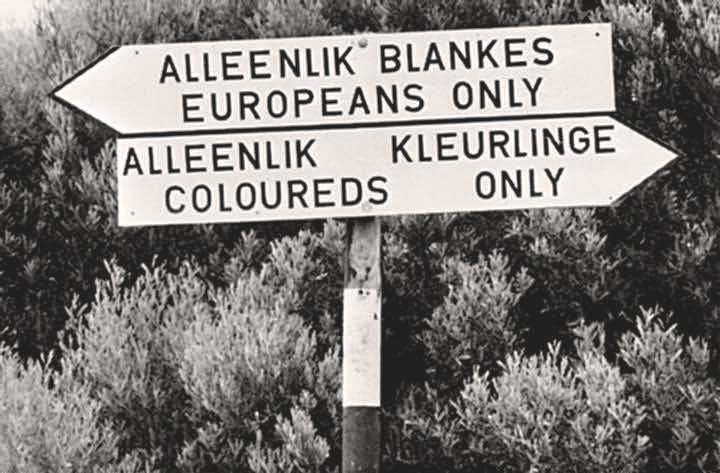 ALLEENLIK BLANKES
EUROPEANS ONLY
ALLEENLIK KLEURLINGE
COLOUREDS ONLY